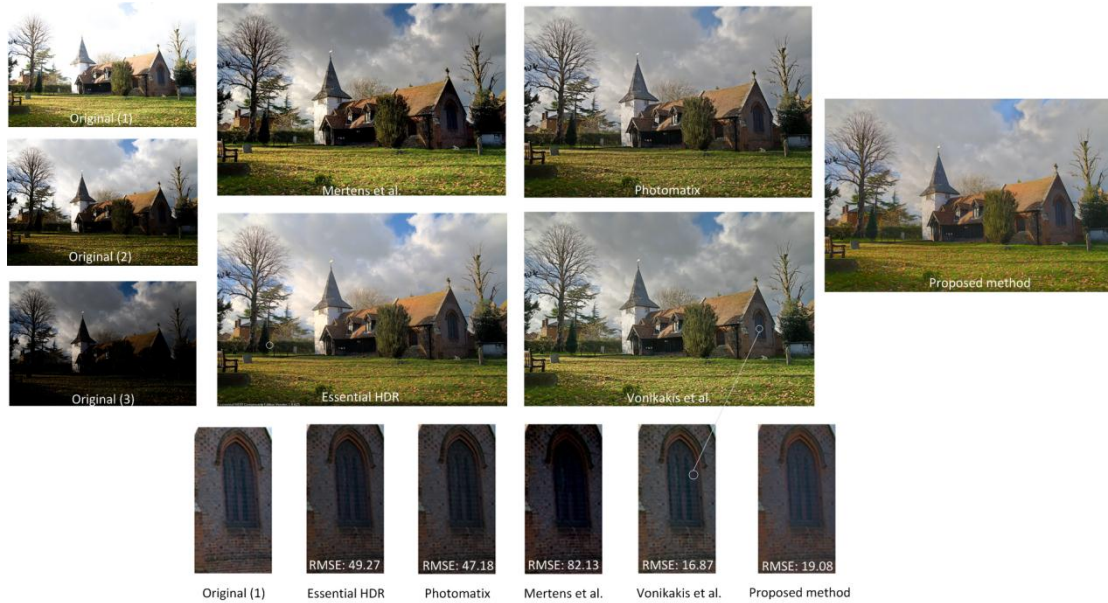 Original (1)
Original (2)
Original (3)
Mertens et al.
Photomatix
Essential HDR
Vonikakis et al.
Proposed method
RMSE: 49.27
RMSE: 47.18
RMSE: 82.13
RMSE: 16.87
RMSE: 19.08
Original (1)
Essential HDR
Photomatix
Mertens et al.
Vonikakis et al.
Proposed method